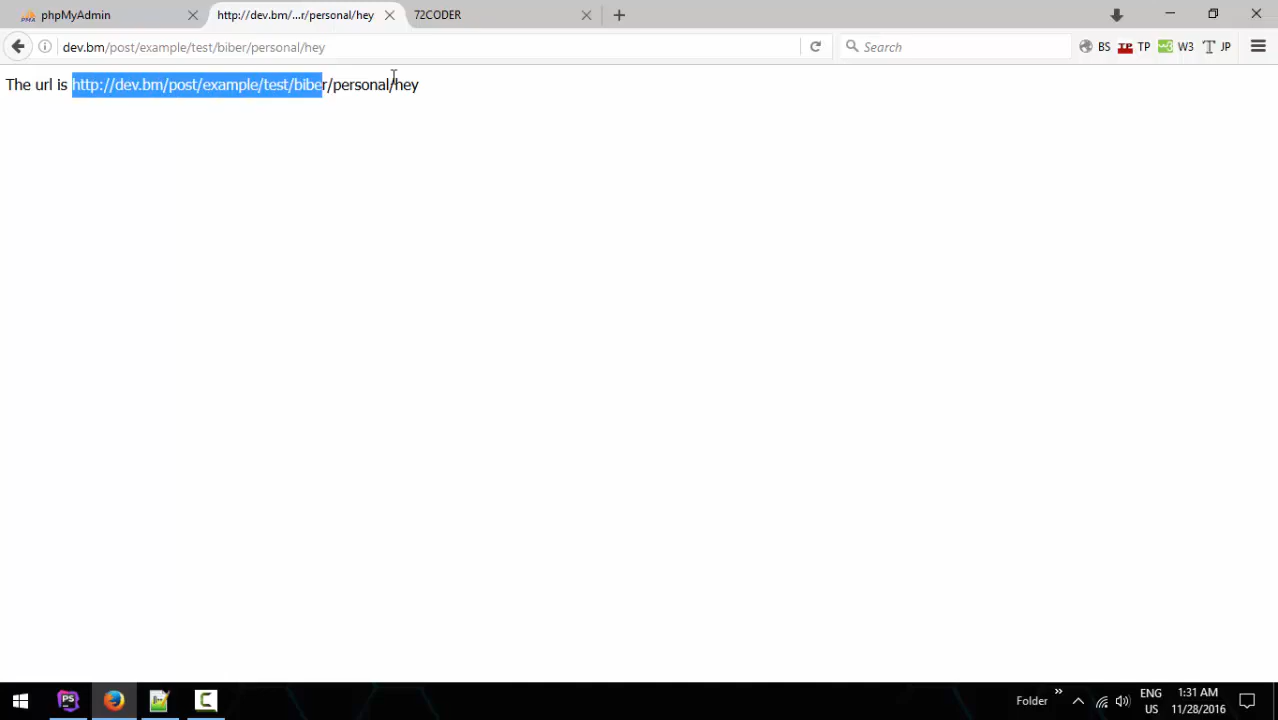 phpMyAdmin
http://dev.bm/...r/personal/hey
72CODER
dev.bm/post/example/test/biber/personal/hey
Search
BS
TP
TP
W3
JP
The url is http://dev.bm/post/example/test/biber/personal/hey
PS
Folder
ENG
US
1:31 AM
11/28/2016